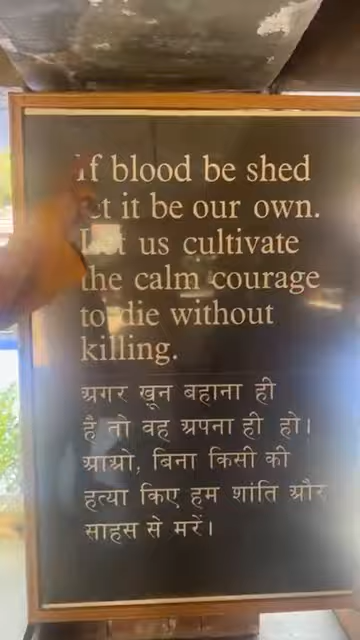 If blood be shed
let it be our own.
Let us cultivate
the calm courage
to die without
killing.
अगर खून बहाना ही
है तो वह अपना ही हो।
आओ, बिना किसी की
हत्या किए हम शांति और
साहस से मरें।